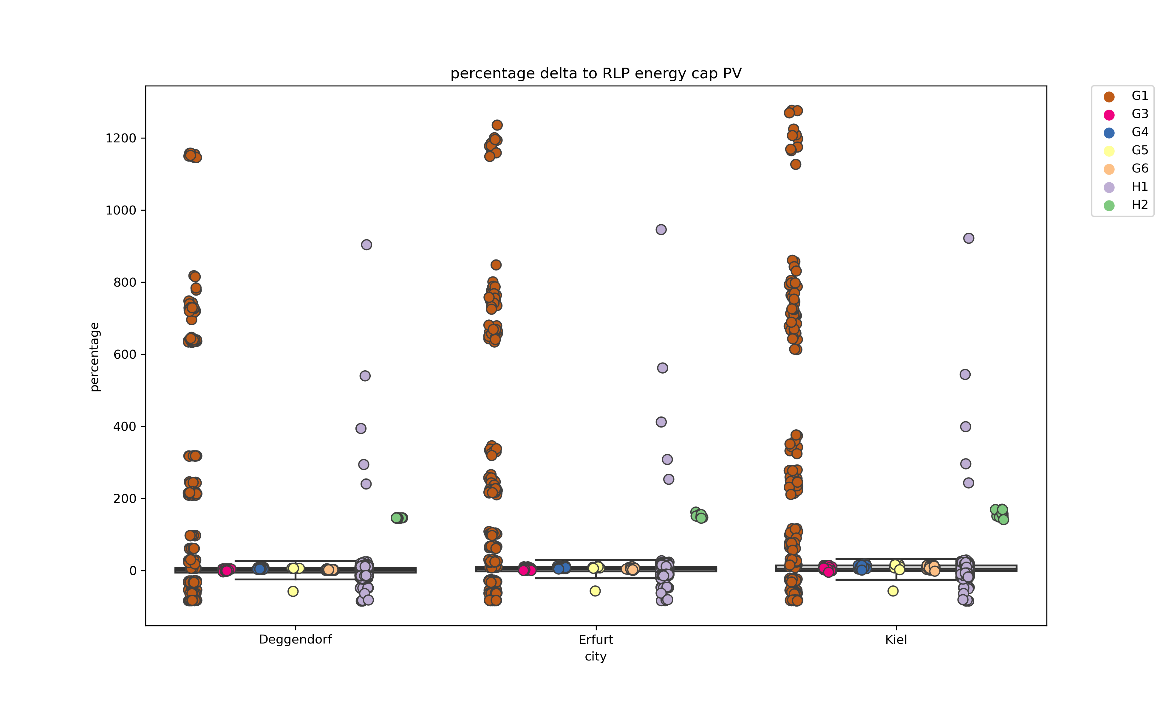 percentage delta to RLP energy cap PV
1200
1000
800
600
400
200
0
percentage
Deggendorf
Erfurt
Kiel
city
G1
G3
G4
G5
G6
H1
H2